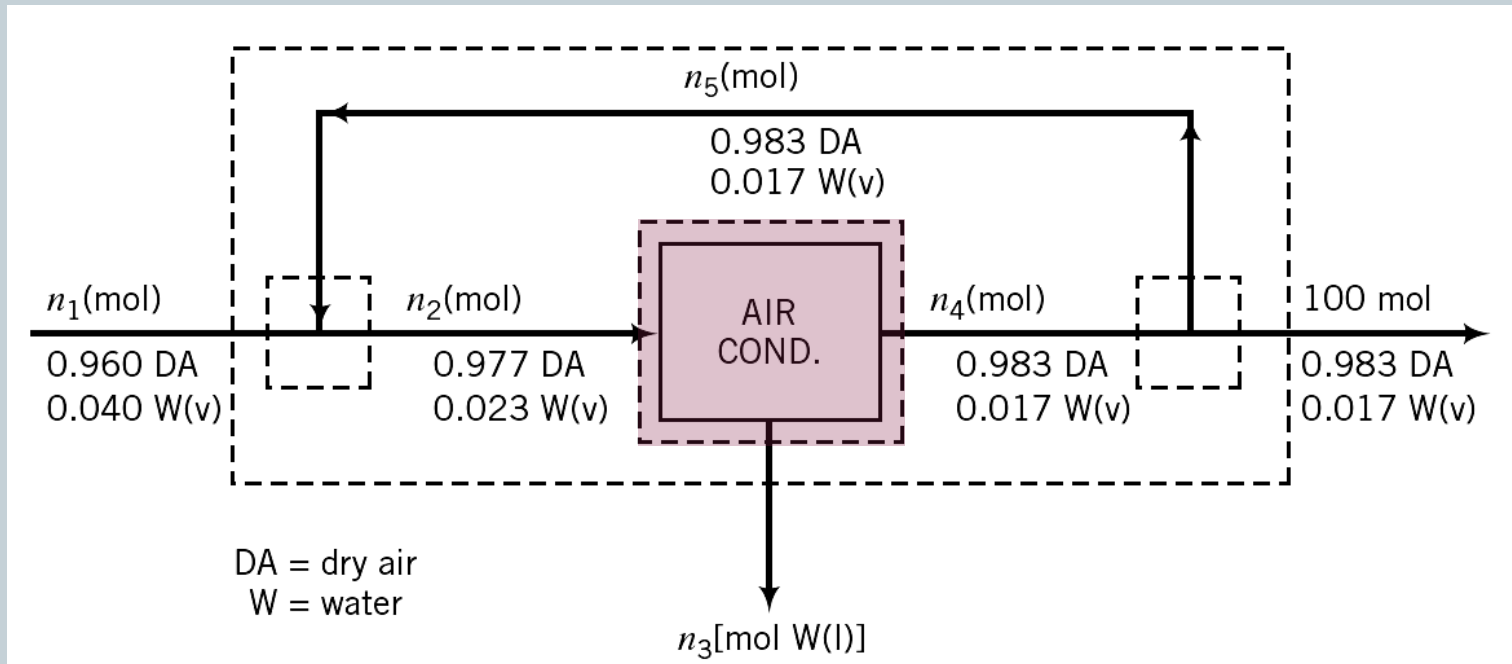 n5(mol)
0.983 DA
0.017 W(v)
n1(mol)
0.960 DA
0.040 W(v)
n2(mol)
0.977 DA
0.023 W(v)
AIR
COND.
n4(mol)
0.983 DA
0.017 W(v)
100 mol
0.983 DA
0.017 W(v)
DA = dry air
W = water
n3[mol W(l)]